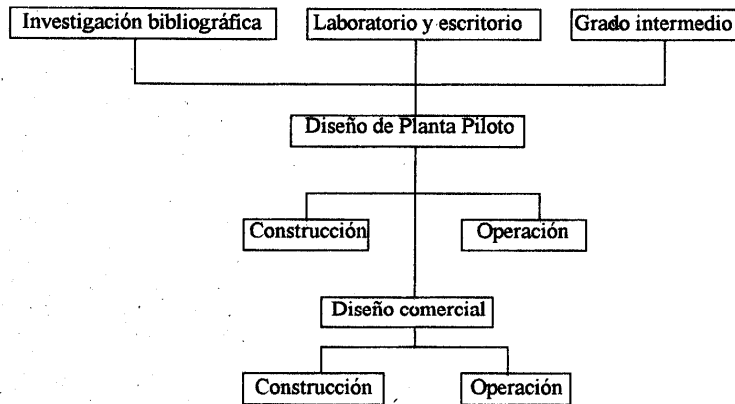 Investigación bibliográfica
Laboratorio y escritorio
Grado intermedio
Diseño de Planta Piloto
Construcción
Operación
Diseño comercial
Construcción
Operación